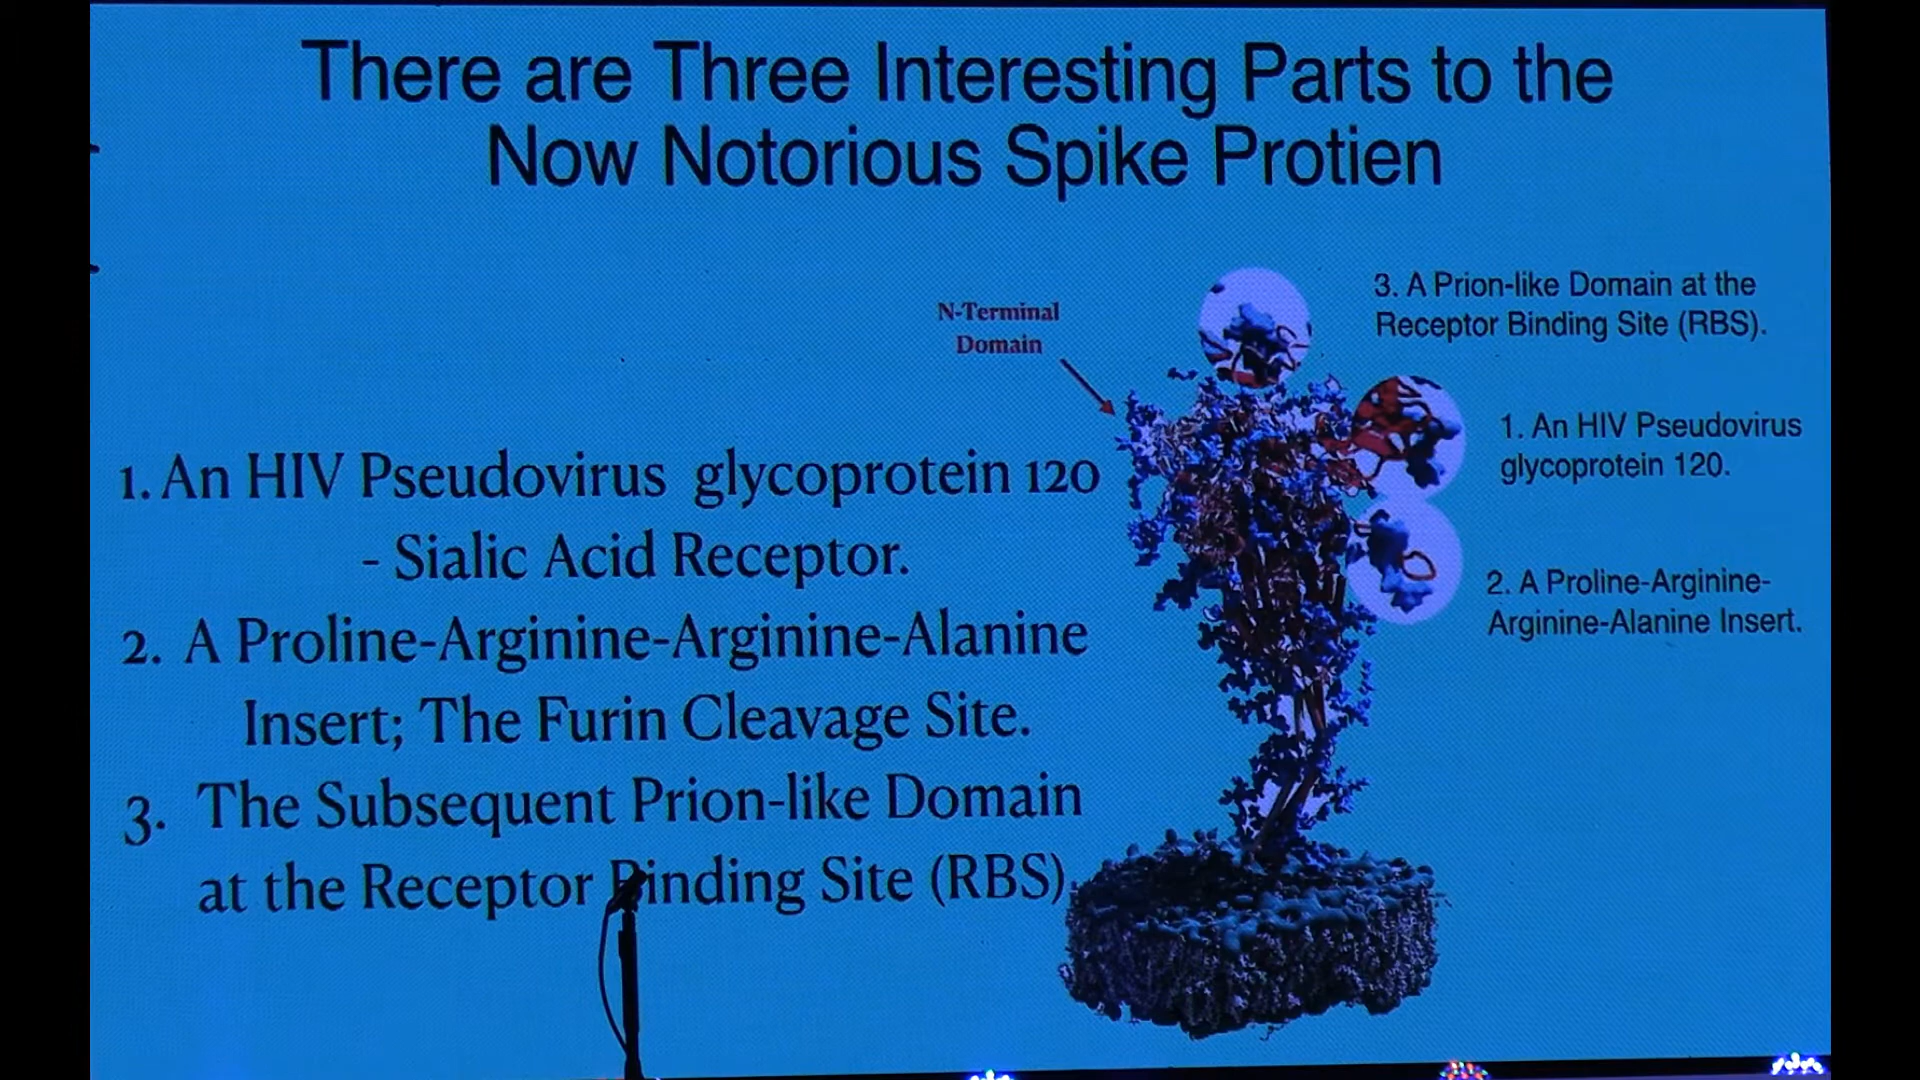 There are Three Interesting Parts to the
Now Notorious Spike Protien
N-Terminal
Domain
3. A Prion-like Domain at the
Receptor Binding Site (RBS).
1. An HIV Pseudovirus
glycoprotein 120.
2. A Proline-Arginine-
Arginine-Alanine Insert.
1. An HIV Pseudovirus glycoprotein 120
- Sialic Acid Receptor.
2. A Proline-Arginine-Arginine-Alanine
Insert; The Furin Cleavage Site.
3. The Subsequent Prion-like Domain
at the Receptor Binding Site (RBS)